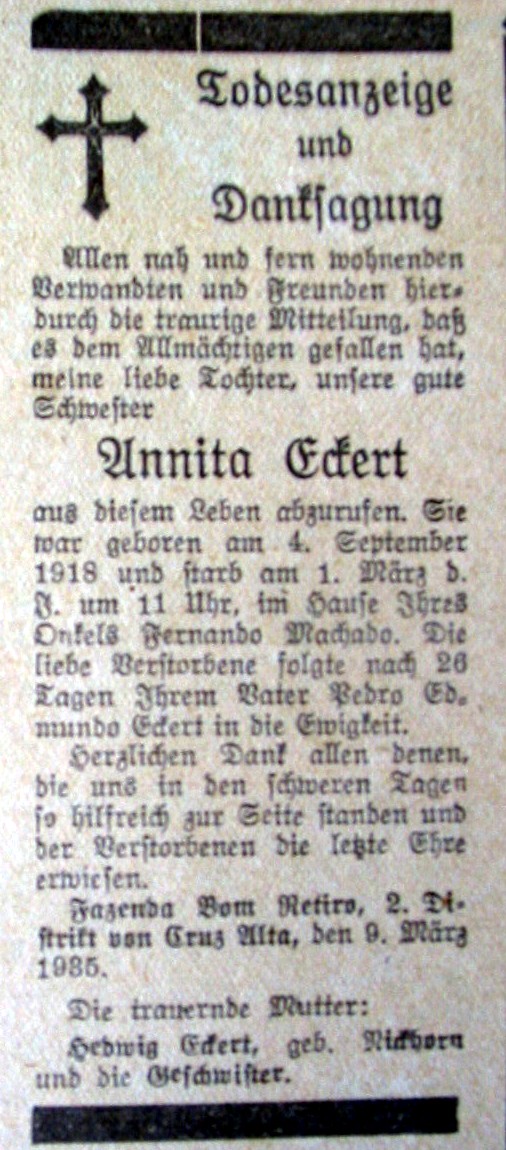 Todesanzeige
und
Danksagung
Allen nah und fern wohnenden
Verwandten und Freunden hier-
durch die traurige Mitteilung, daß
es dem Allmächtigen gefallen hat,
meine liebe Tochter, unsere gute
Schwester
Annita Eckert
aus diesem Leben abzurufen. Sie
war geboren am 4. September
1918 und starb am 1. März d.
J. um 11 Uhr, im Hause Ihres
Onkels Fernando Machado. Die
liebe Verstorbene folgte nach 26
Tagen Ihrem Vater Pedro Ed-
mundo Eckert in die Ewigkeit.
Herzlichen Dank allen denen,
die uns in den schweren Tagen
so hilfreich zur Seite standen und
der Verstorbenen die letzte Ehre
erwiesen.
Fazenda Bom Retiro, 2. Di-
strikt von Cruz Alta, den 9. März
1935.
Die trauernde Mutter:
Hedwig Eckert, geb. Nickhorn
und die Geschwister.